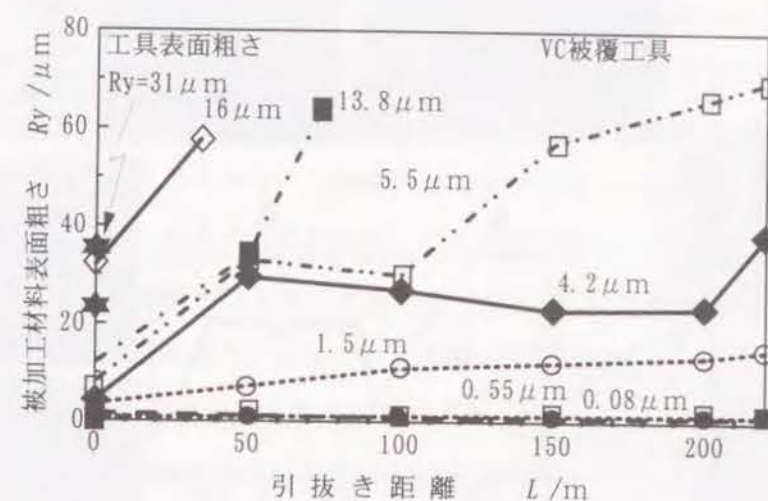 工具表面粗さ
VC被覆工具
Ry=31μm
16μm
13.8μm
5.5μm
4.2μm
1.5μm
0.55μm
0.08μm
被加工材料表面粗さ Ry/μm
80
60
40
20
0
0 50 100 150 200
引抜き距離 L/m